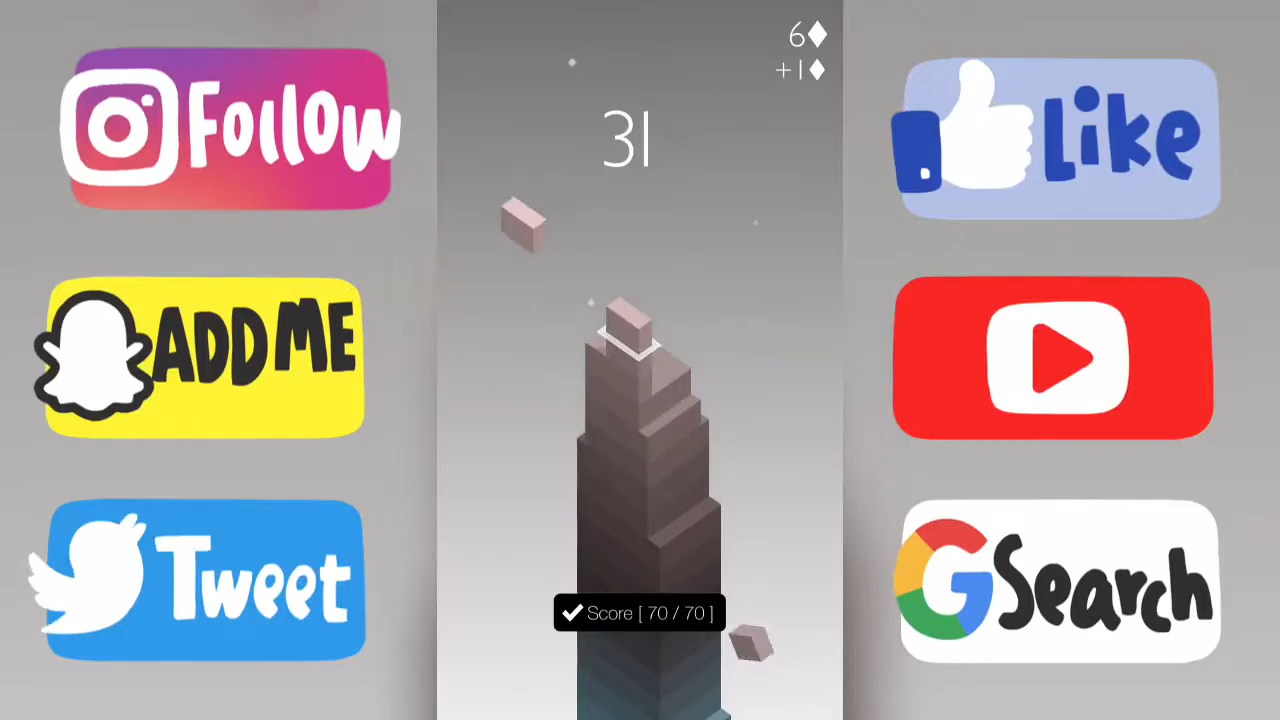 Follow
ADD ME
Tweet
6
+1
31
Score [ 70 / 70 ]
Like
Search